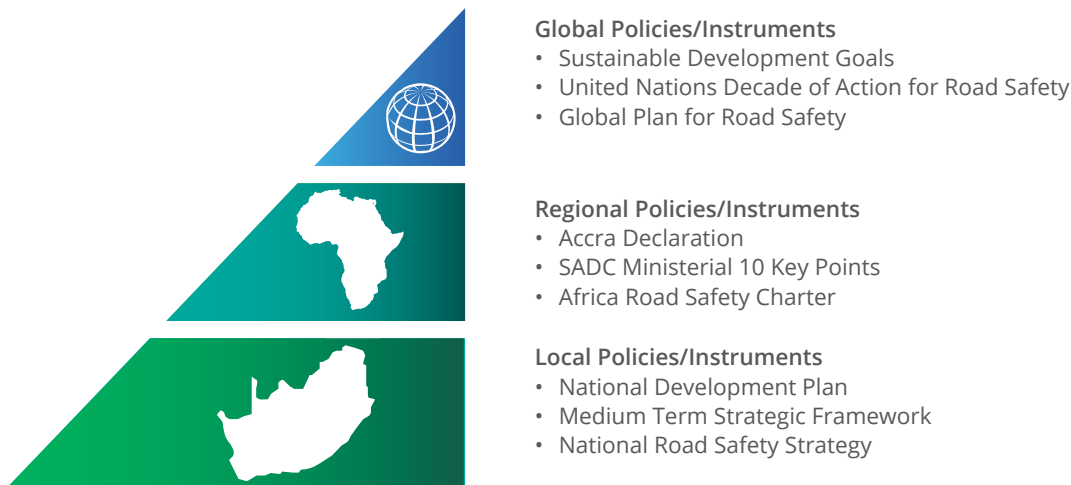 Global Policies/Instruments
• Sustainable Development Goals
• United Nations Decade of Action for Road Safety
• Global Plan for Road Safety
Regional Policies/Instruments
• Accra Declaration
• SADC Ministerial 10 Key Points
• Africa Road Safety Charter
Local Policies/Instruments
• National Development Plan
• Medium Term Strategic Framework
• National Road Safety Strategy